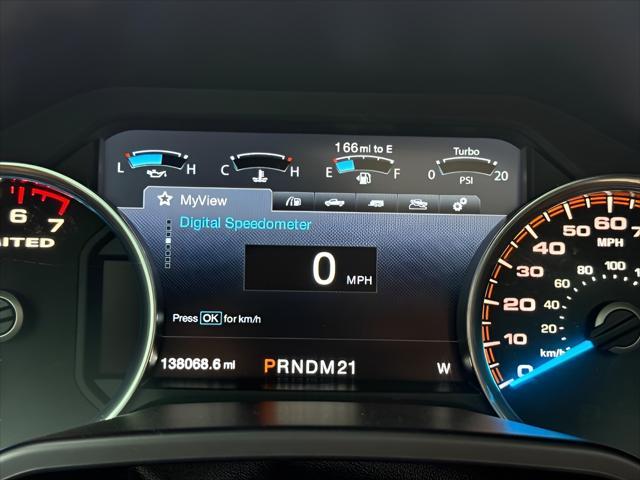 166 mi to E
Turbo
L H C H E F 0 20
PSI
MyView
Digital Speedometer
0 MPH
Press OK for km/h
138068.6 mi PRNDM21 W
6 7
LIMITED
0 10 20 30 40 50 60
MPH
20 40 60 80 100
km/h